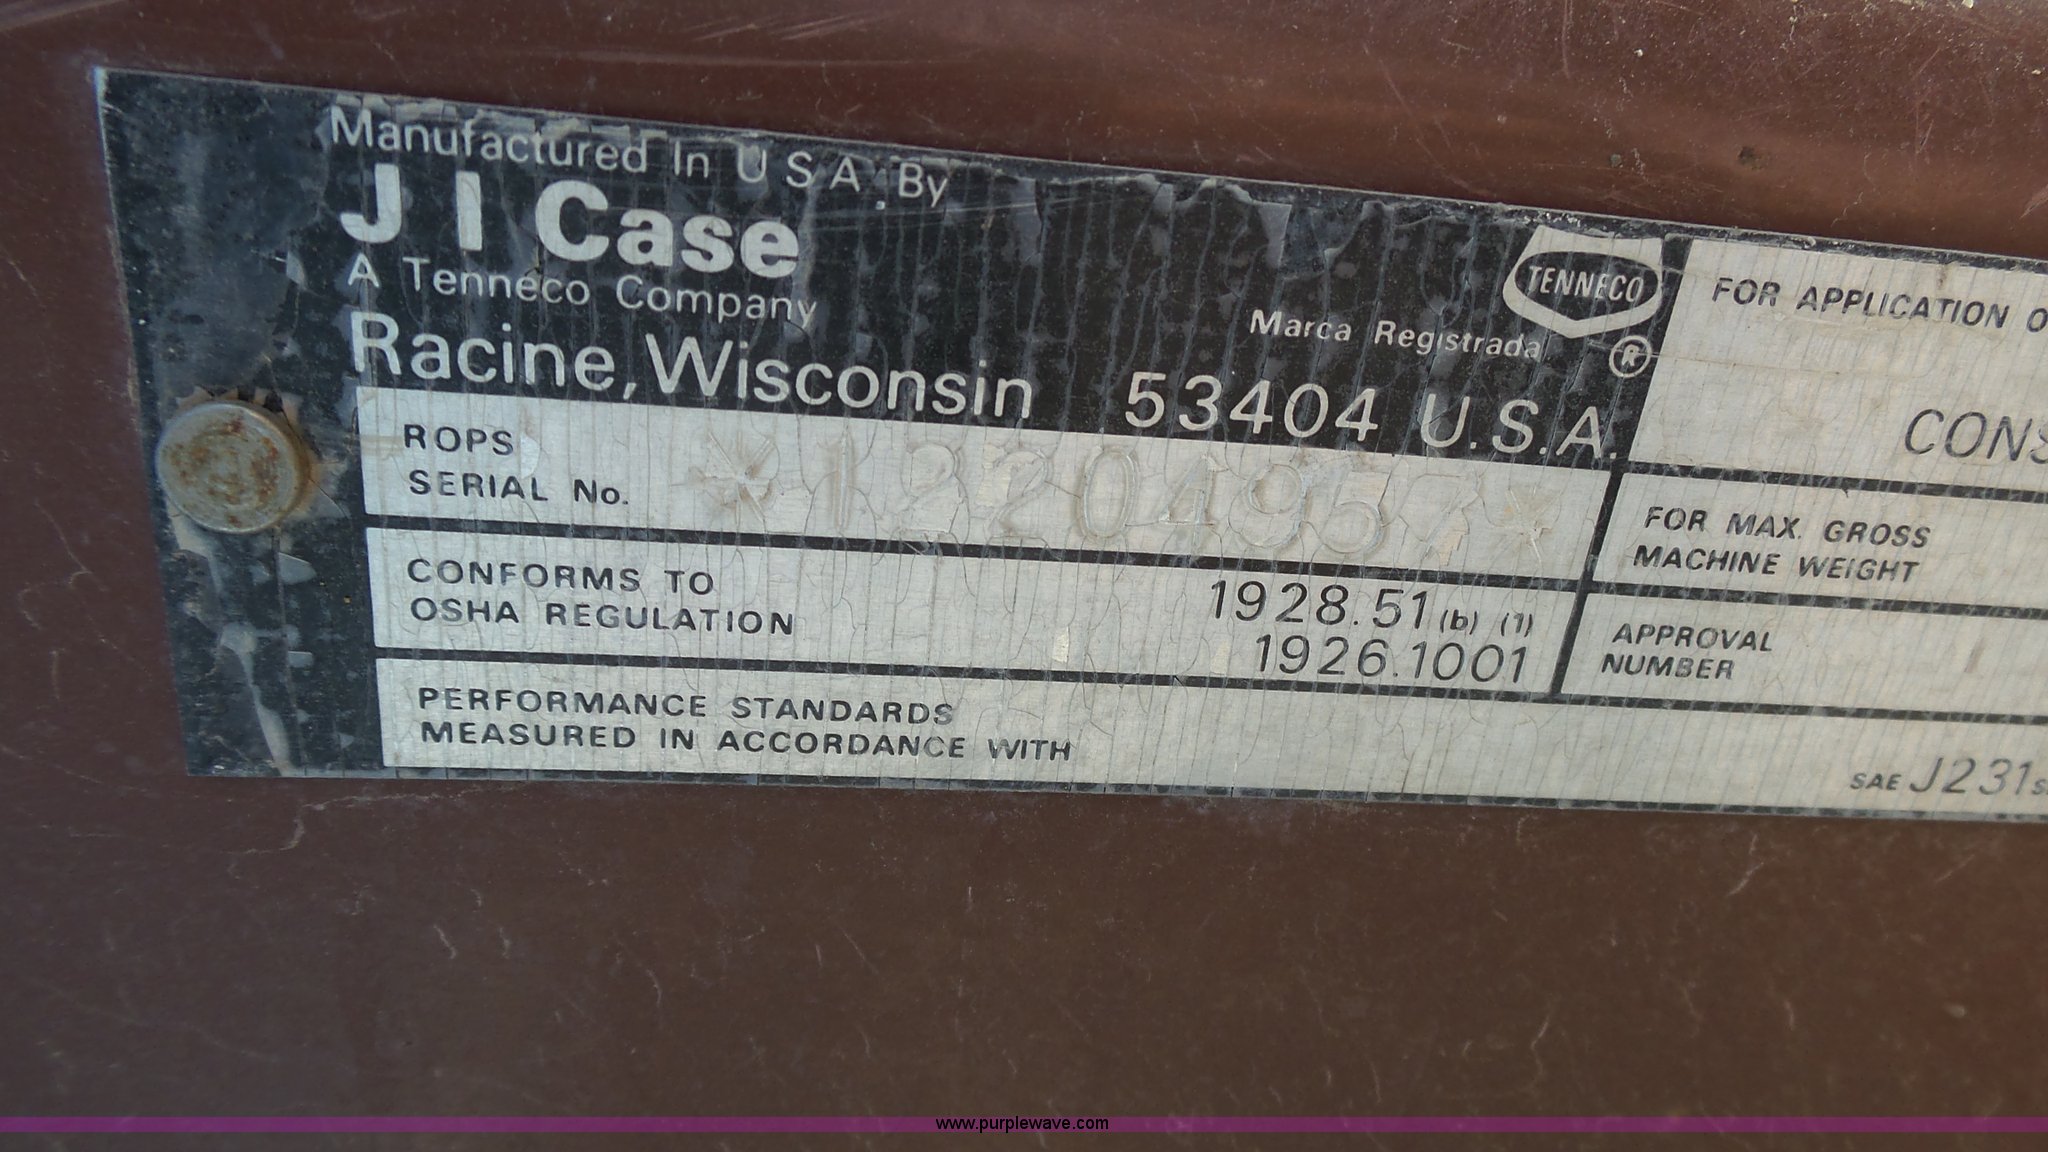 Manufactured In U S A. By
J I Case
A Tenneco Company
Racine, Wisconsin 53404 U.S.A.
Marca Registrada
TENNECO
®
ROPS
SERIAL No. *12204957*
CONFORMS TO
OSHA REGULATION
1928.51 (b) (1)
1926.1001
PERFORMANCE STANDARDS
MEASURED IN ACCORDANCE WITH
SAE J231
FOR APPLICATION O
CONS
FOR MAX. GROSS
MACHINE WEIGHT
APPROVAL
NUMBER
www.purplewave.com